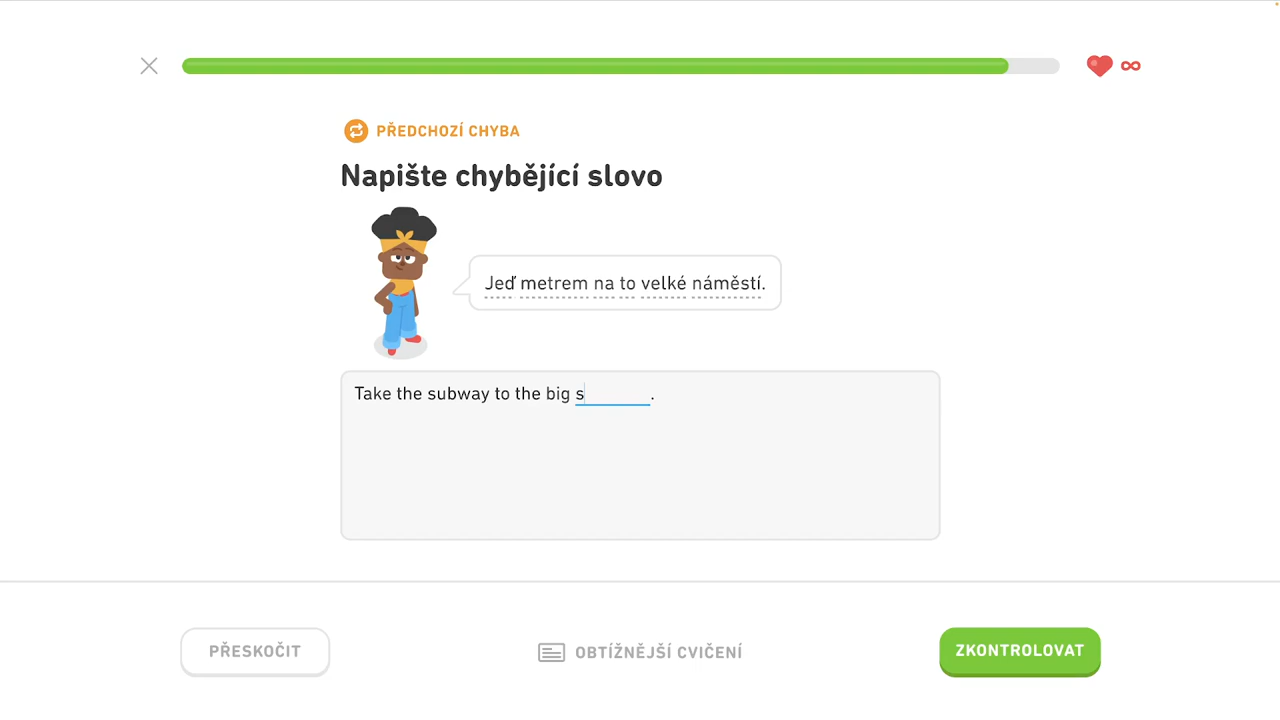 ∞
PŘEDCHOZÍ CHYBA
Napište chybějící slovo
Jeď metrem na to velké náměstí.
Take the subway to the big s_______.
PŘESKOČIT
OBTÍŽNĚJŠÍ CVIČENÍ
ZKONTROLOVAT